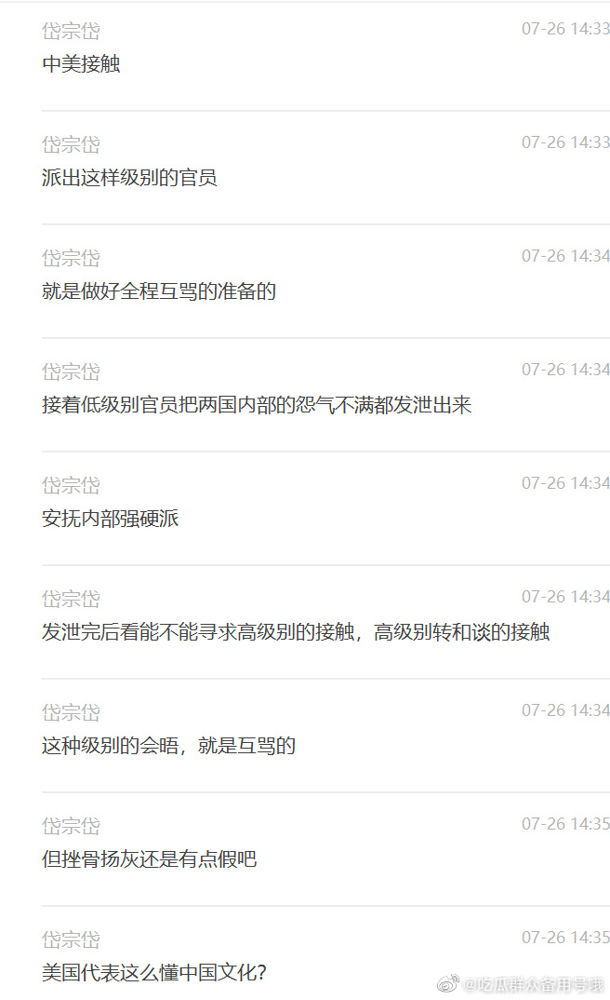 岱宗岱 07-26 14:33
中美接触
岱宗岱 07-26 14:33
派出这样级别的官员
岱宗岱 07-26 14:34
就是做好全程互骂的准备的
岱宗岱 07-26 14:34
接着低级别官员把两国内部的怨气不满都发泄出来
岱宗岱 07-26 14:34
安抚内部强硬派
岱宗岱 07-26 14:34
发泄完后看能不能寻求高级别的接触，高级别转和谈的接触
岱宗岱 07-26 14:34
这种级别的会晤，就是互骂的
岱宗岱 07-26 14:35
但挫骨扬灰还是有点假吧
岱宗岱 07-26 14:35
美国代表这么懂中国文化？
@吃瓜群众备用号哦